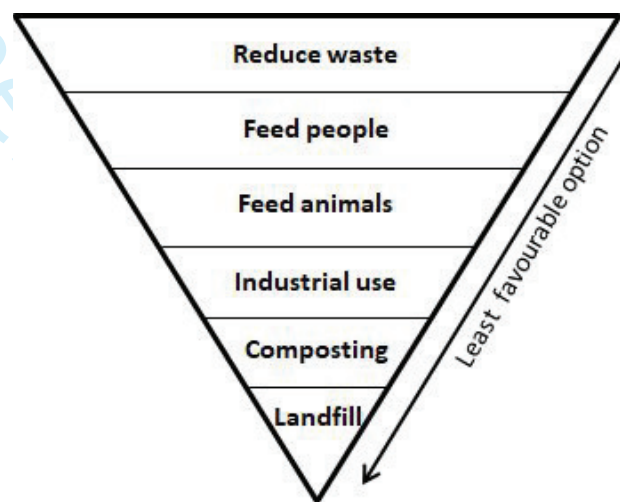 Reduce waste
Feed people
Feed animals
Industrial use
Composting
Landfill
Least favourable option